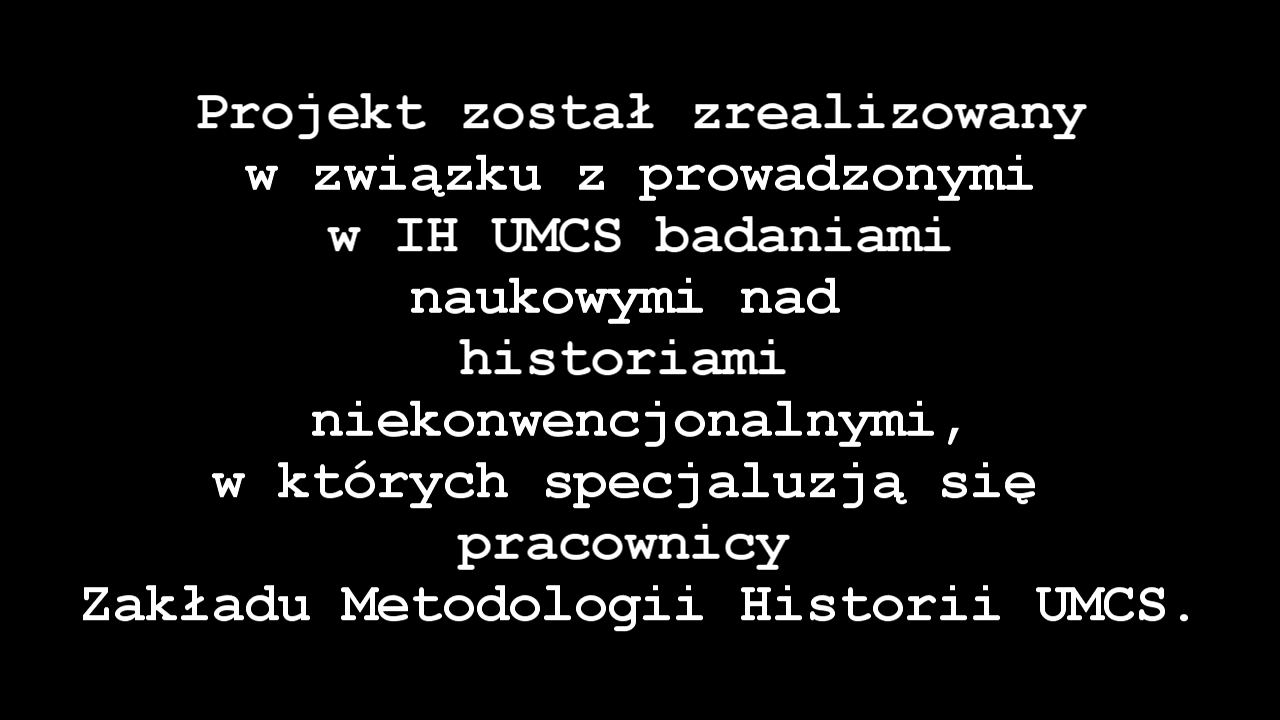 Projekt został zrealizowany
w związku z prowadzonymi
w IH UMCS badaniami
naukowymi nad
historiami
niekonwencjonalnymi,
w których specjaluzją się
pracownicy
Zakładu Metodologii Historii UMCS.